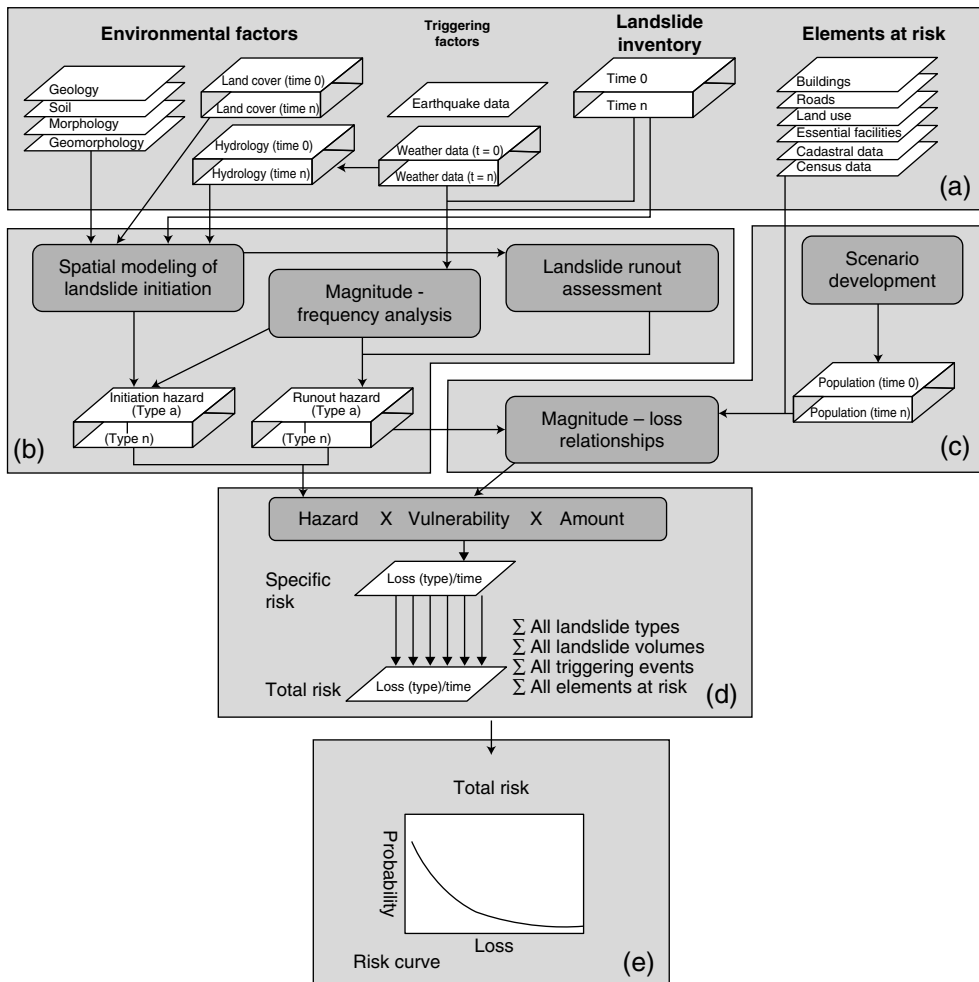 Environmental factors
Triggering
factors
Landslide
inventory
Elements at risk
Geology
Soil
Morphology
Geomorphology
Land cover (time 0)
Land cover (time n)
Hydrology (time 0)
Hydrology (time n)
Earthquake data
Weather data (t = 0)
Weather data (t = n)
Time 0
Time n
Buildings
Roads
Land use
Essential facilities
Cadastral data
Census data
(a)
Spatial modeling of
landslide initiation
Magnitude -
frequency analysis
Landslide runout
assessment
Initiation hazard
(Type a)
(Type n)
Runout hazard
(Type a)
(Type n)
(b)
Scenario
development
Population (time 0)
Population (time n)
Magnitude – loss
relationships
(c)
Hazard X Vulnerability X Amount
Specific
risk
Loss (type)/time
∑ All landslide types
∑ All landslide volumes
∑ All triggering events
∑ All elements at risk
Total risk
Loss (type)/time
(d)
Total risk
Probability
Loss
Risk curve
(e)